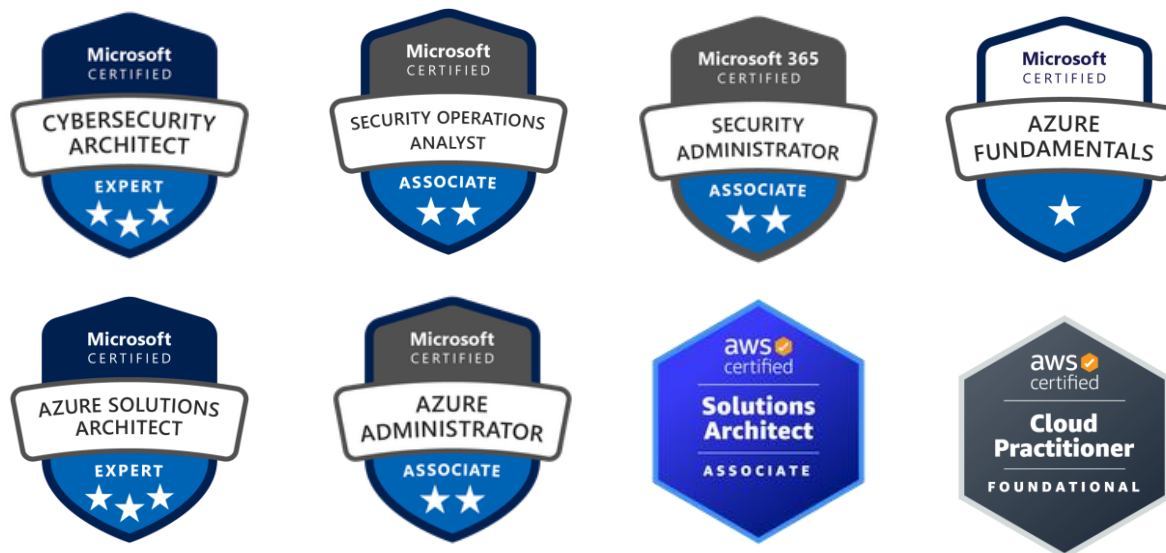 Microsoft
CERTIFIED
CYBERSECURITY
ARCHITECT
EXPERT
Microsoft
CERTIFIED
SECURITY OPERATIONS
ANALYST
ASSOCIATE
Microsoft 365
CERTIFIED
SECURITY
ADMINISTRATOR
ASSOCIATE
Microsoft
CERTIFIED
AZURE
FUNDAMENTALS
Microsoft
CERTIFIED
AZURE SOLUTIONS
ARCHITECT
EXPERT
Microsoft
CERTIFIED
AZURE
ADMINISTRATOR
ASSOCIATE
aws
certified
Solutions
Architect
ASSOCIATE
aws
certified
Cloud
Practitioner
FOUNDATIONAL